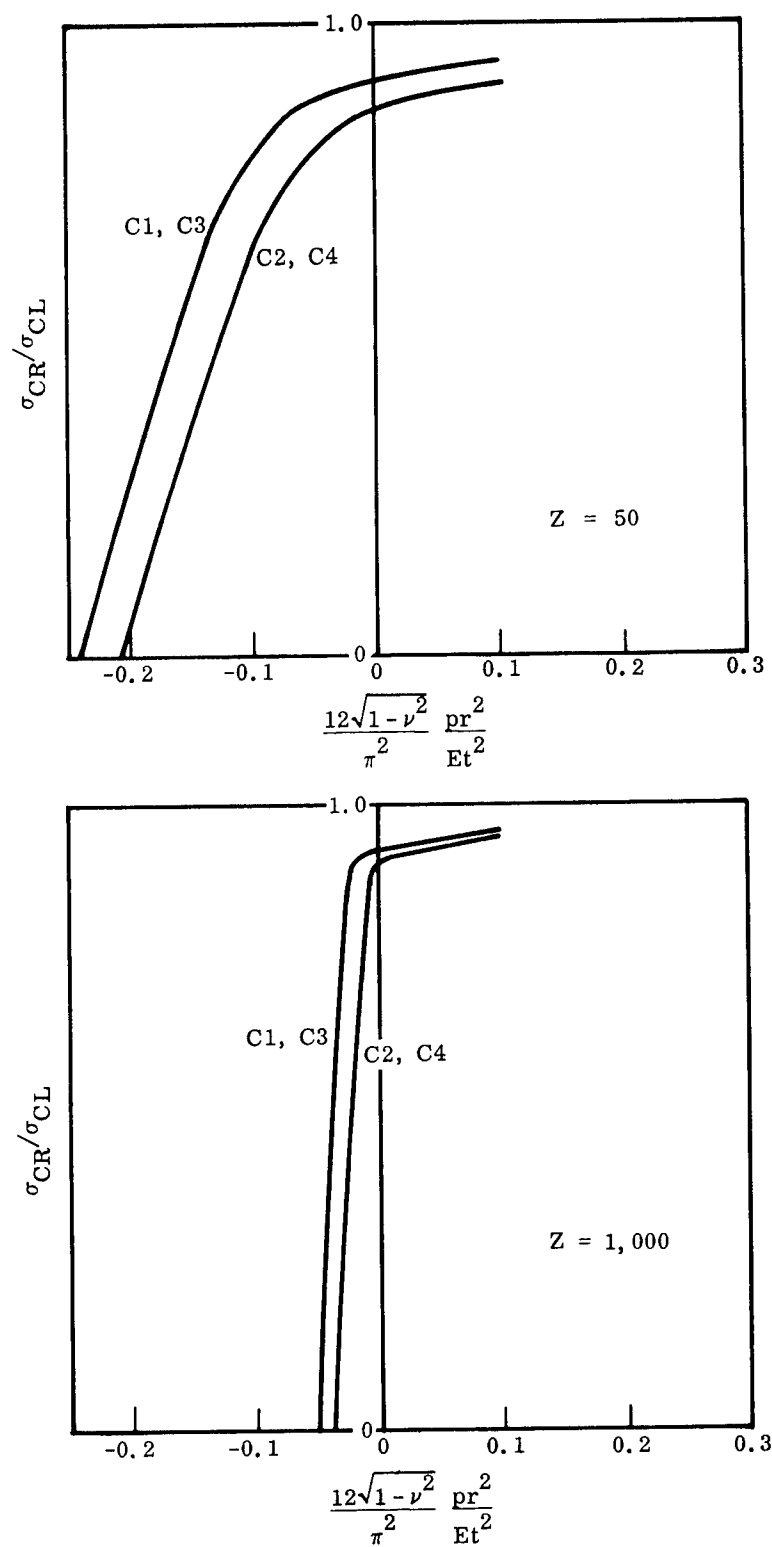 1.0
C1, C3
C2, C4
σCR/σCL
Z = 50
0
-0.2 -0.1 0 0.1 0.2 0.3
12√1 - ν² pr²
π² Et²
1.0
C1, C3
C2, C4
σCR/σCL
Z = 1,000
0
-0.2 -0.1 0 0.1 0.2 0.3
12√1 - ν² pr²
π² Et²